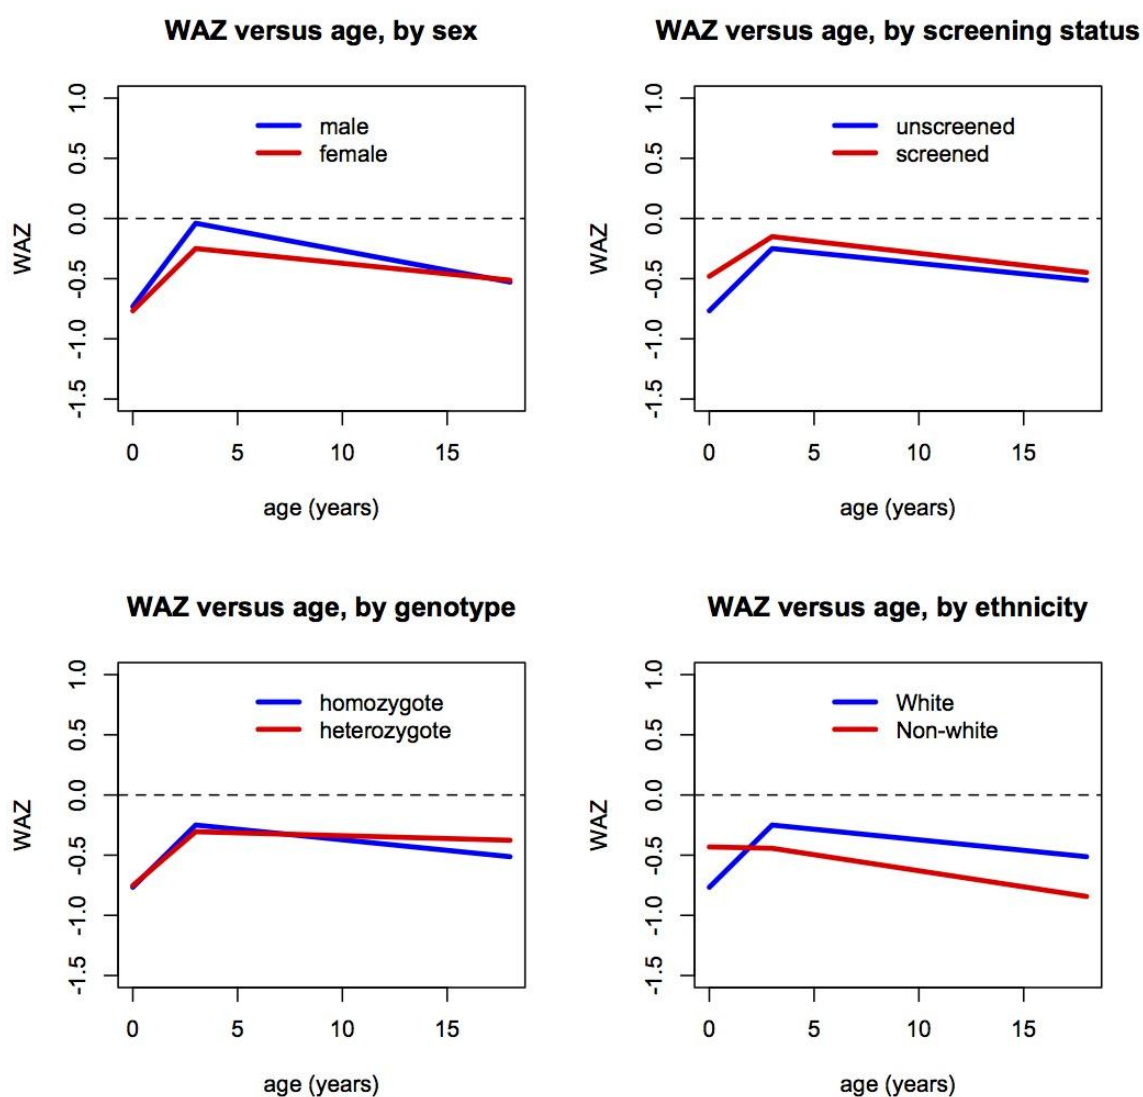 WAZ versus age, by sex
1.0
0.5
0.0
-0.5
-1.0
-1.5
WAZ
male
female
0 5 10 15
age (years)
WAZ versus age, by screening status
1.0
0.5
0.0
-0.5
-1.0
-1.5
WAZ
unscreened
screened
0 5 10 15
age (years)
WAZ versus age, by genotype
1.0
0.5
0.0
-0.5
-1.0
-1.5
WAZ
homozygote
heterozygote
0 5 10 15
age (years)
WAZ versus age, by ethnicity
1.0
0.5
0.0
-0.5
-1.0
-1.5
WAZ
White
Non-white
0 5 10 15
age (years)